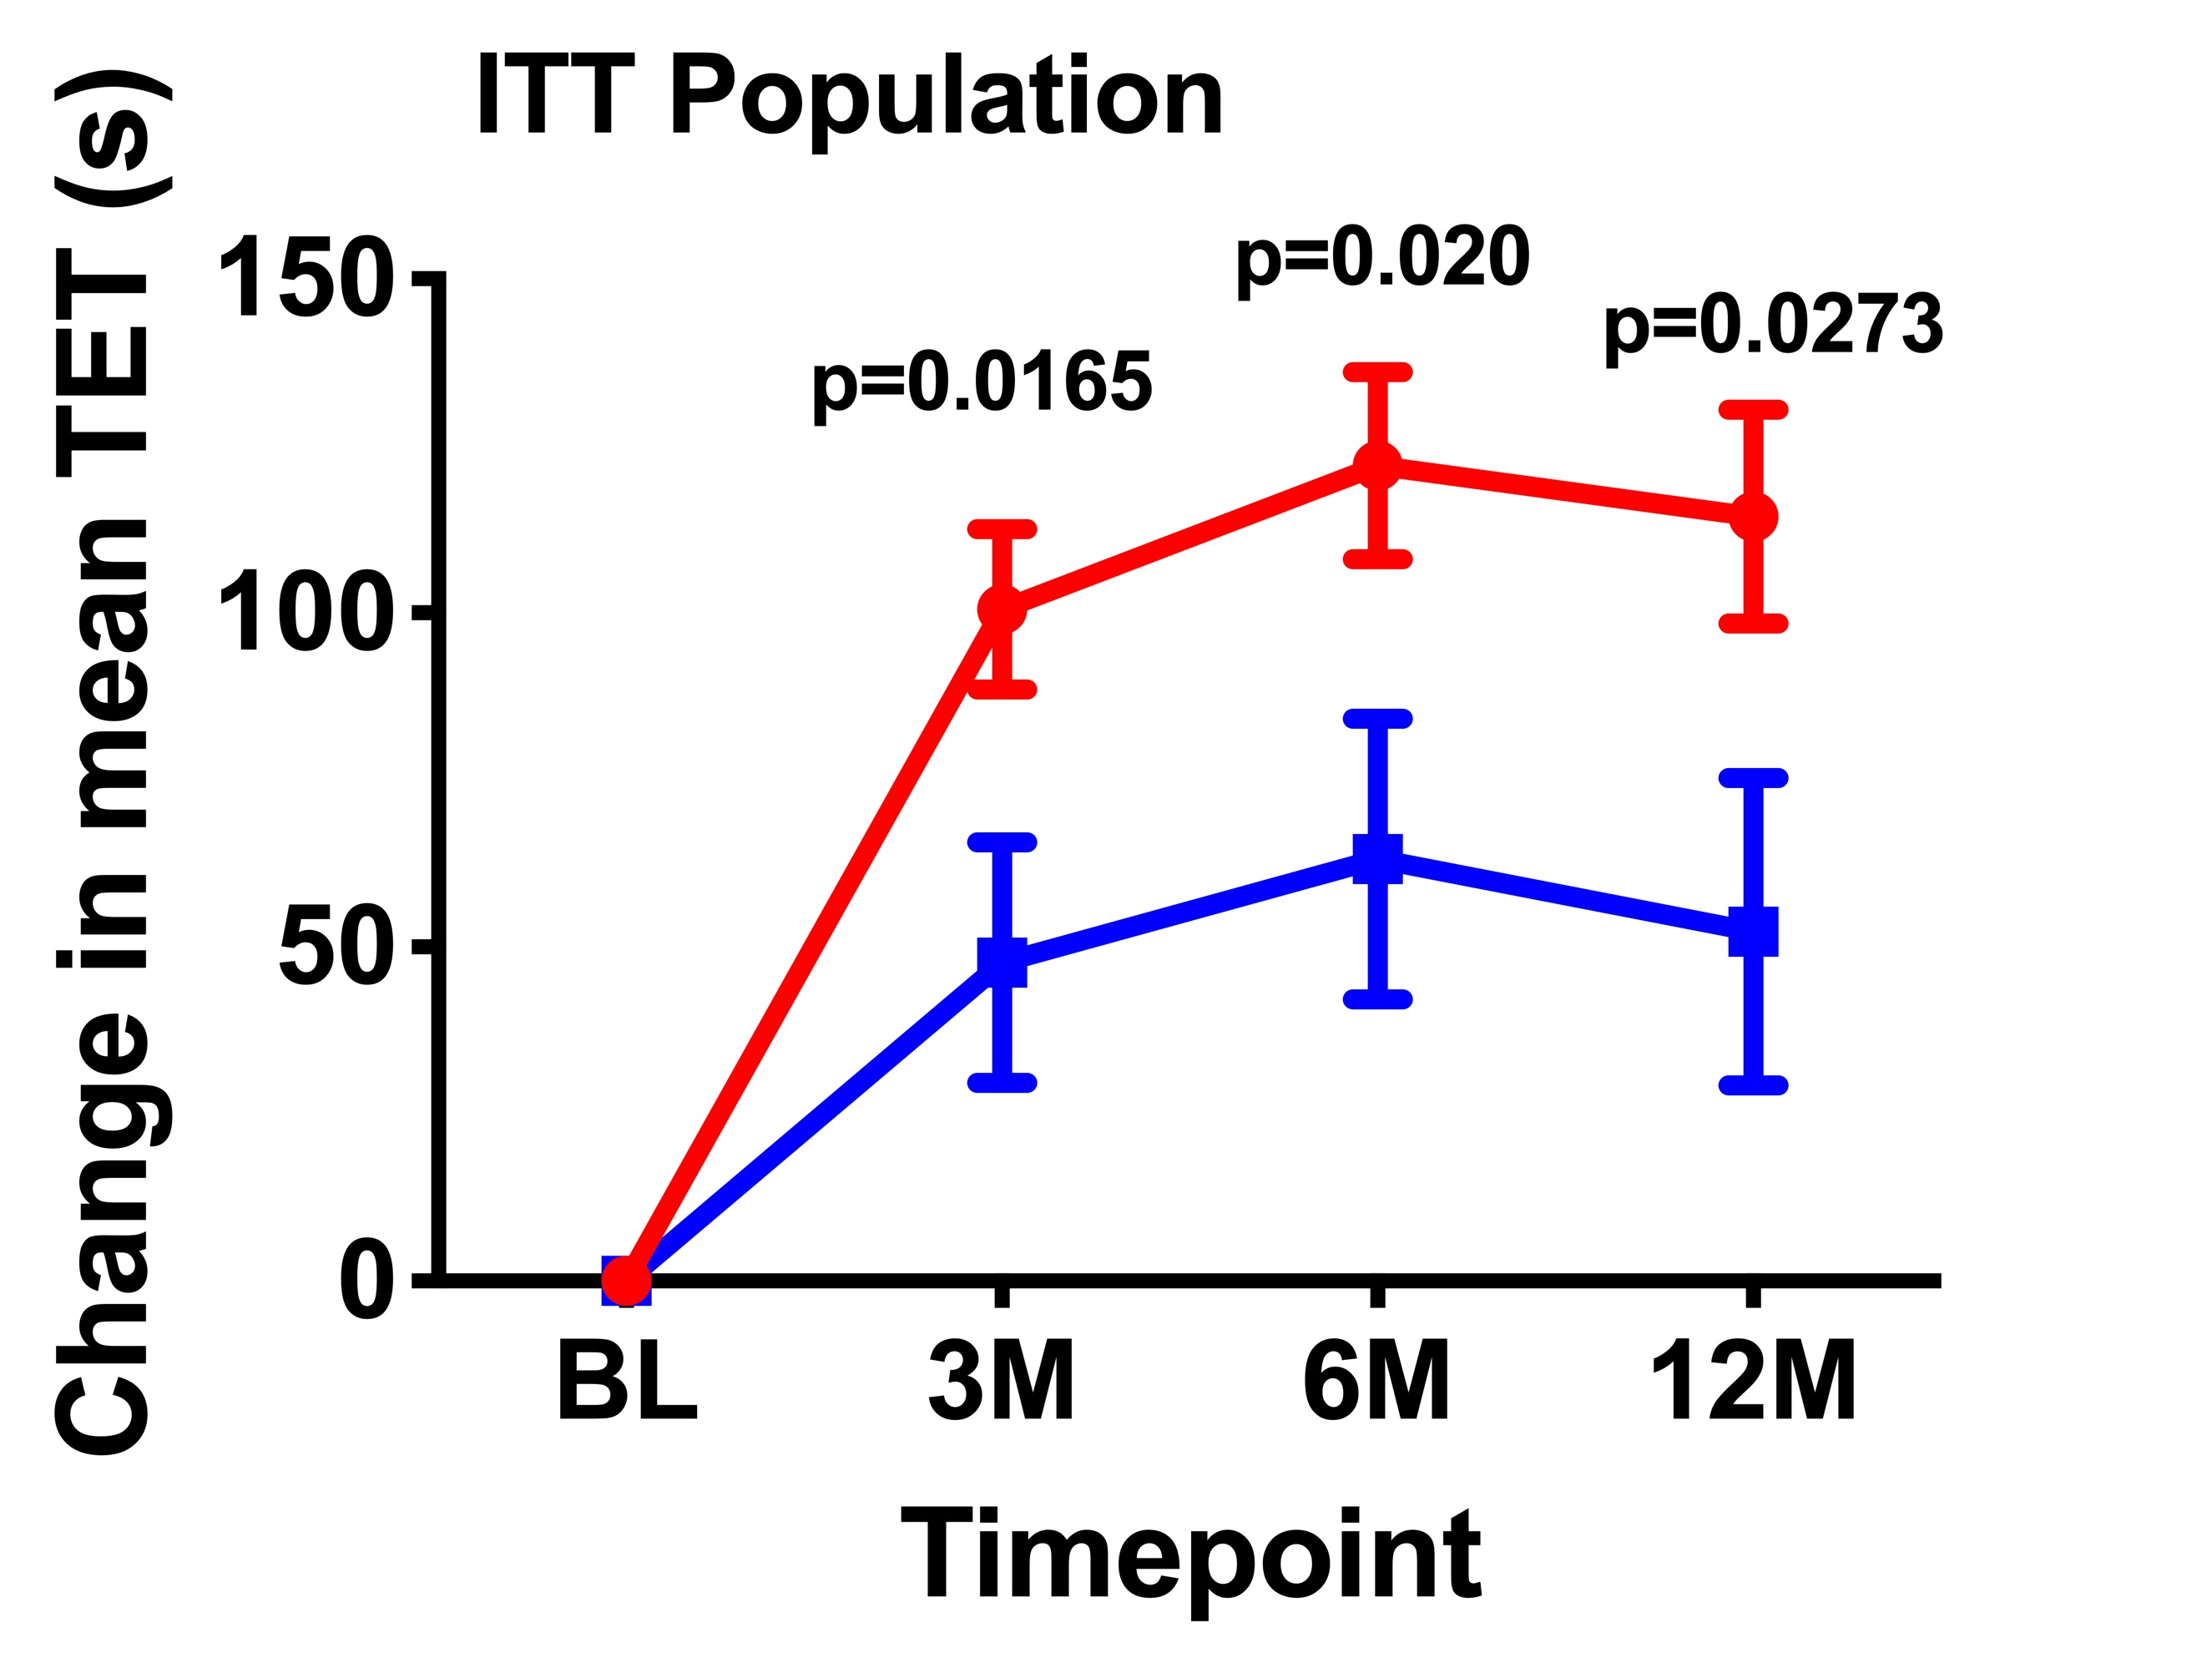 ITT Population
Change in mean TET (s)
150
100
50
0
p=0.0165
p=0.020
p=0.0273
BL
3M
6M
12M
Timepoint